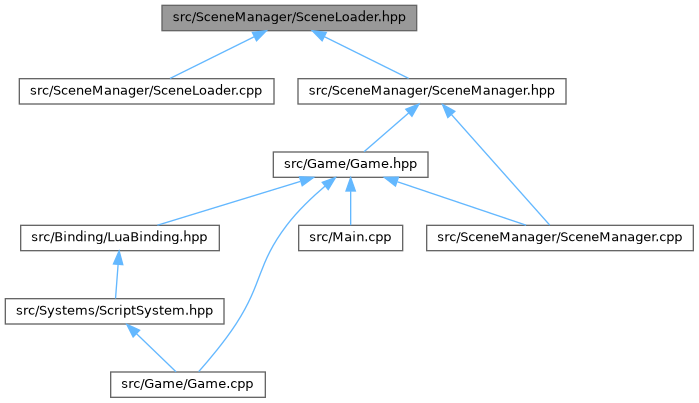 src/SceneManager/SceneLoader.hpp
src/SceneManager/SceneLoader.cpp
src/SceneManager/SceneManager.hpp
src/Game/Game.hpp
src/Binding/LuaBinding.hpp
src/Main.cpp
src/SceneManager/SceneManager.cpp
src/Systems/ScriptSystem.hpp
src/Game/Game.cpp